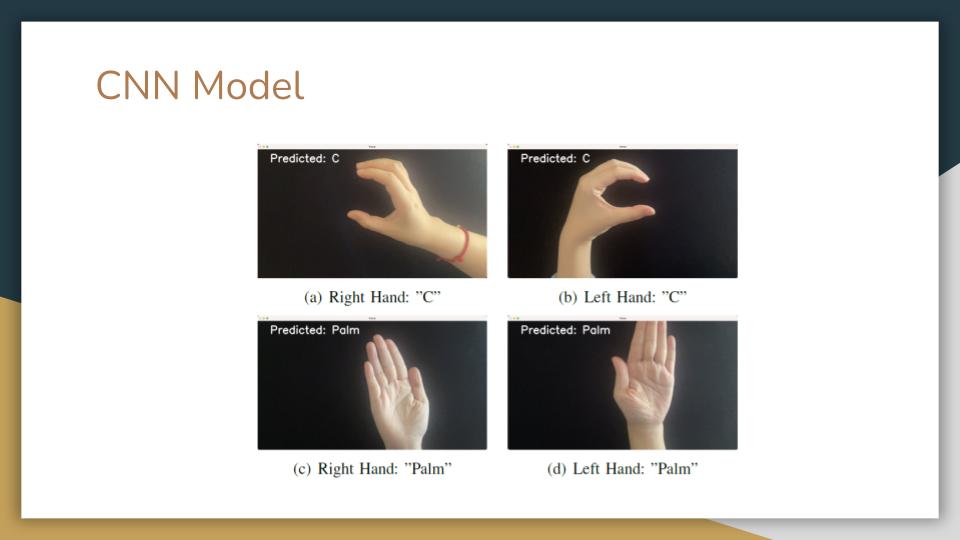 CNN Model
Predicted: C
Predicted: C
(a) Right Hand: ”C”
(b) Left Hand: ”C”
Predicted: Palm
Predicted: Palm
(c) Right Hand: ”Palm”
(d) Left Hand: ”Palm”